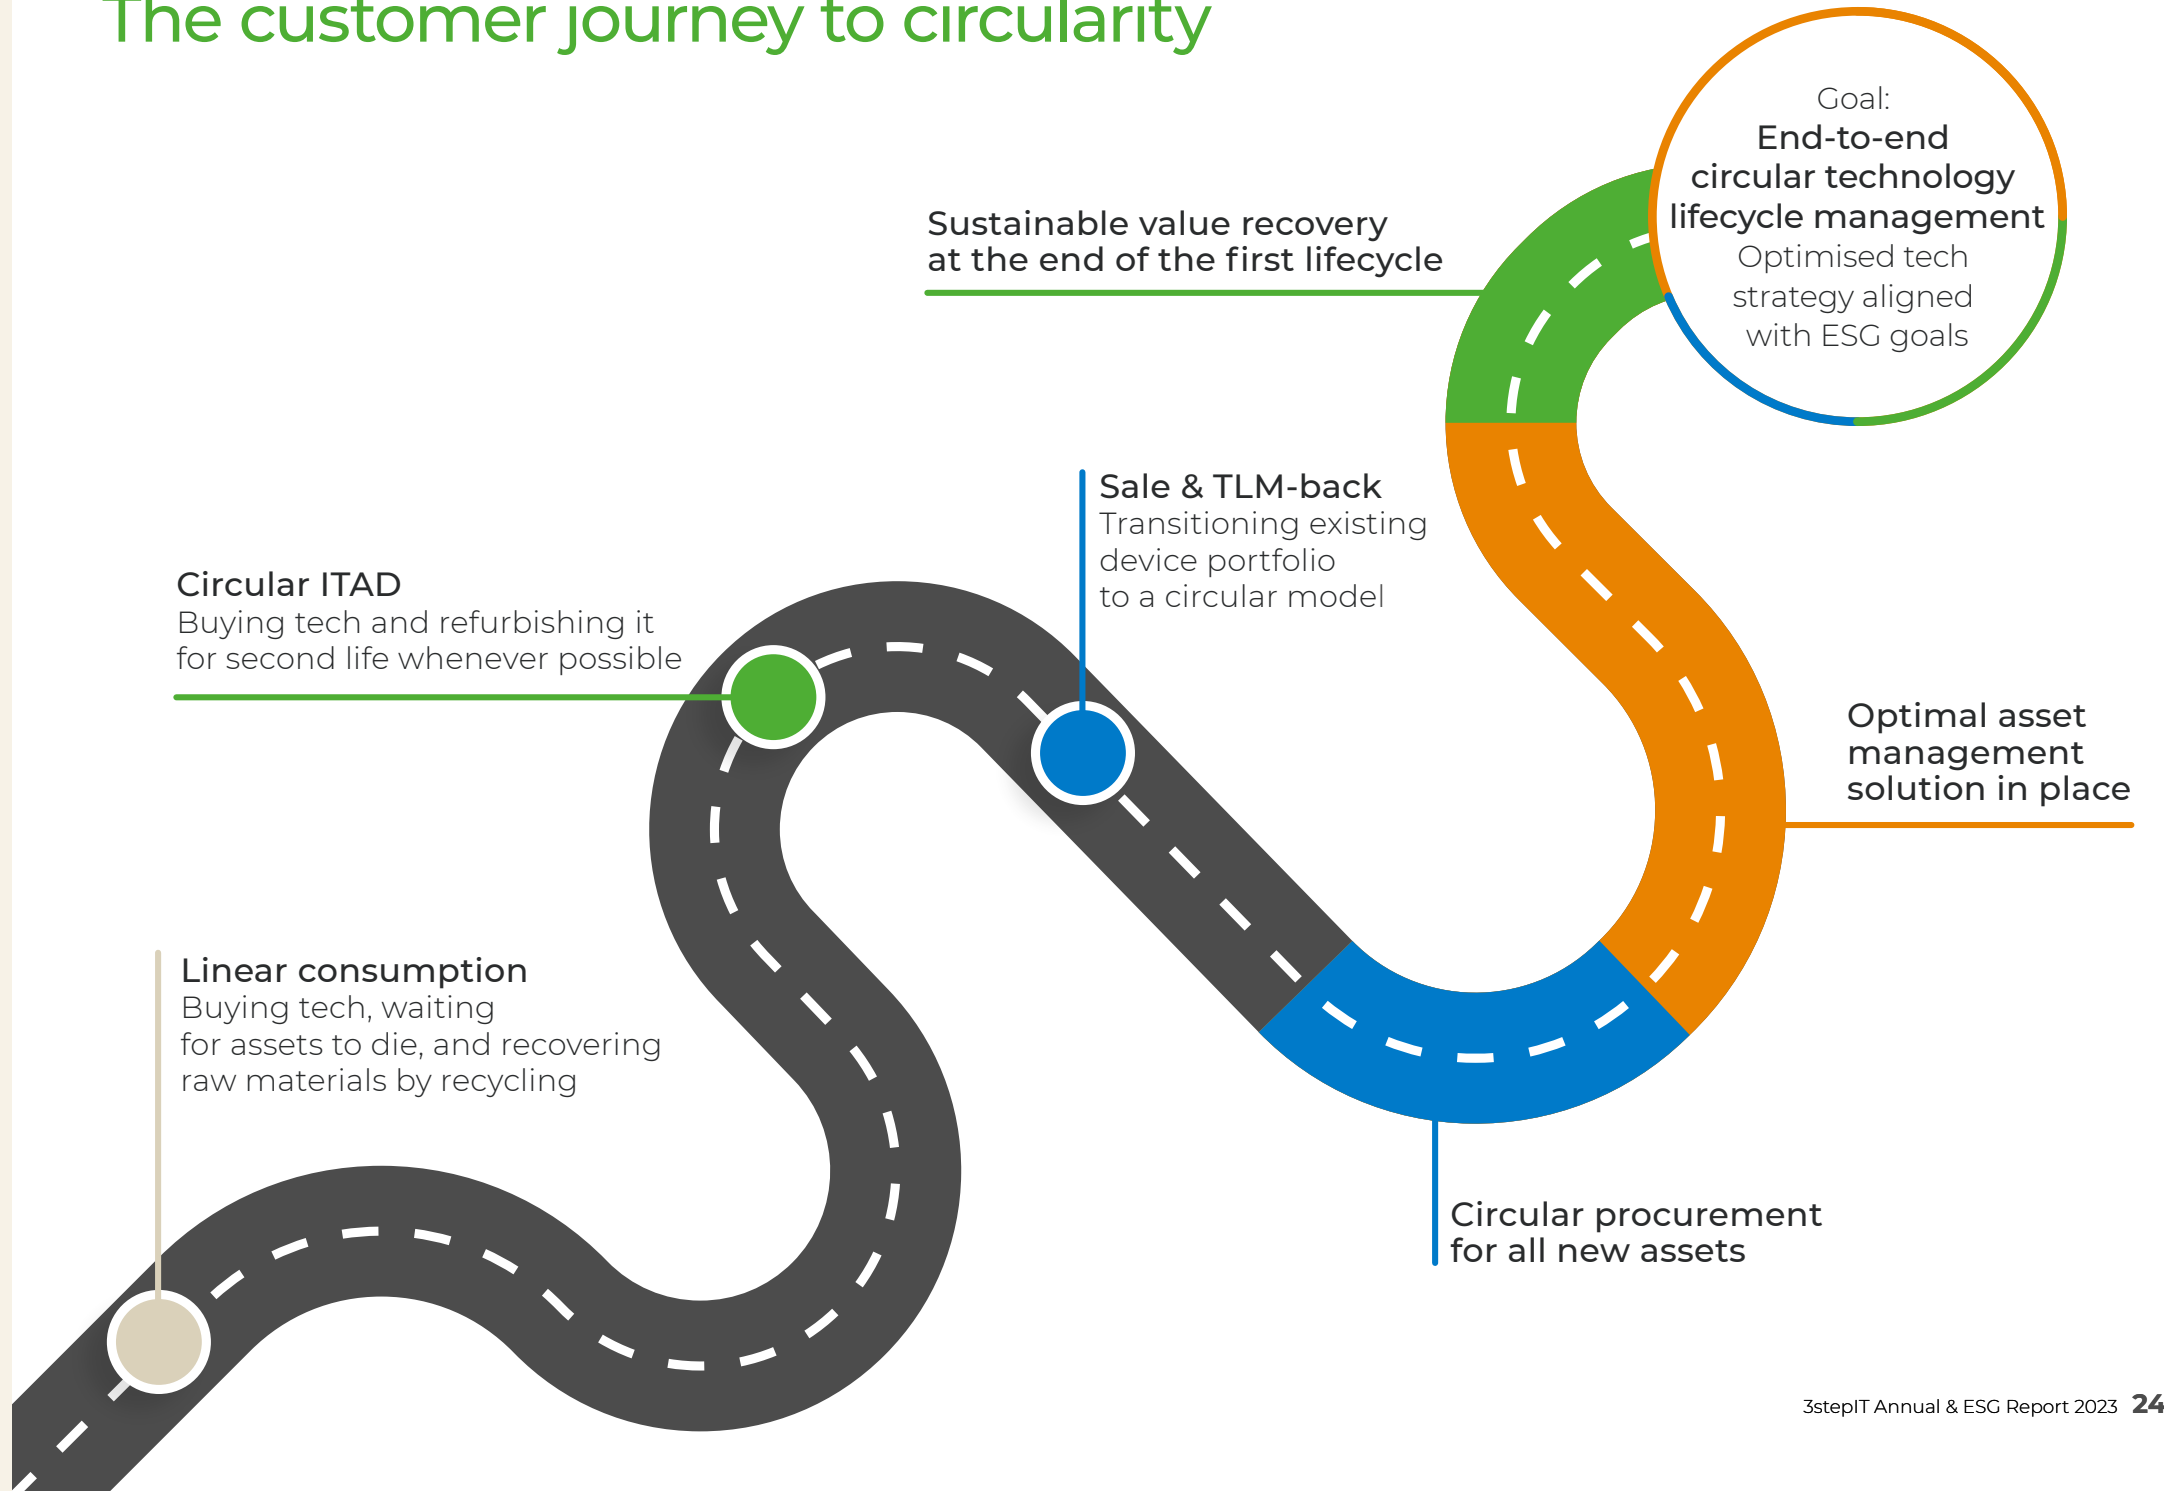 The customer journey to circularity
Goal:
End-to-end
circular technology
lifecycle management
Optimised tech
strategy aligned
with ESG goals
Sustainable value recovery
at the end of the first lifecycle
Sale & TLM-back
Transitioning existing
device portfolio
to a circular model
Circular ITAD
Buying tech and refurbishing it
for second life whenever possible
Optimal asset
management
solution in place
Linear consumption
Buying tech, waiting
for assets to die, and recovering
raw materials by recycling
Circular procurement
for all new assets
3stepIT Annual & ESG Report 2023 24